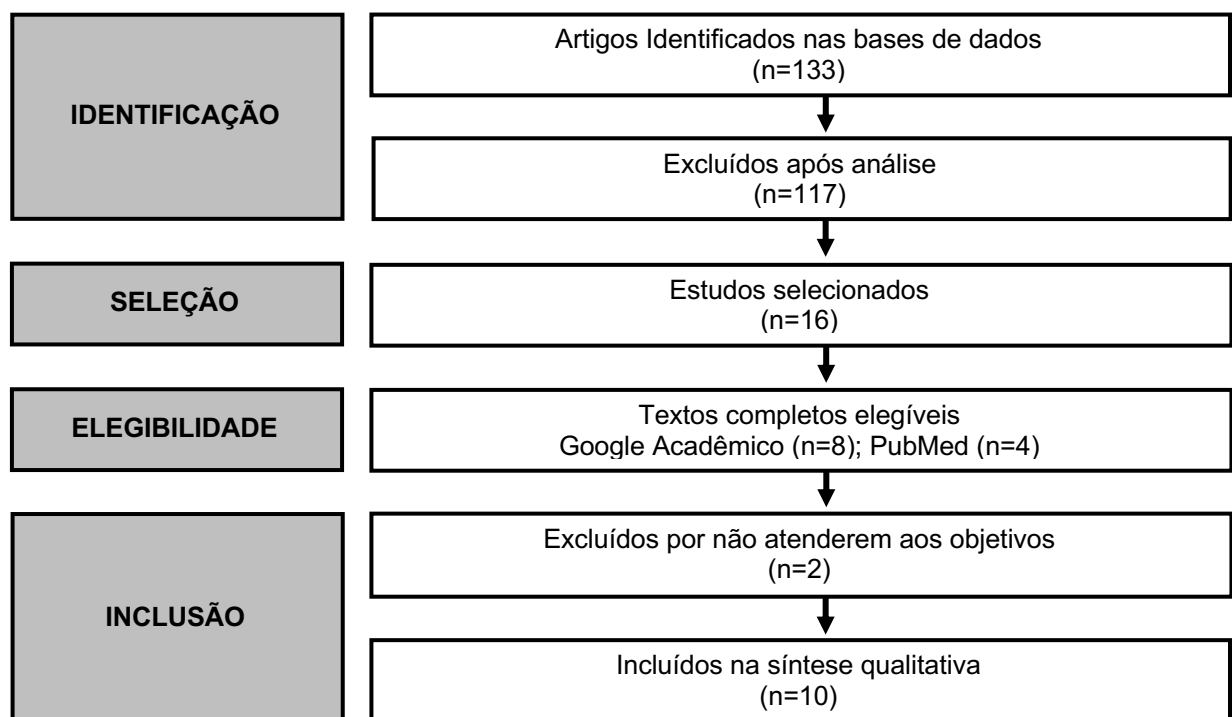 IDENTIFICAÇÃO
Artigos Identificados nas bases de dados
(n=133)
Excluídos após análise
(n=117)
SELEÇÃO
Estudos selecionados
(n=16)
ELEGIBILIDADE
Textos completos elegíveis
Google Acadêmico (n=8); PubMed (n=4)
INCLUSÃO
Excluídos por não atenderem aos objetivos
(n=2)
Incluídos na síntese qualitativa
(n=10)